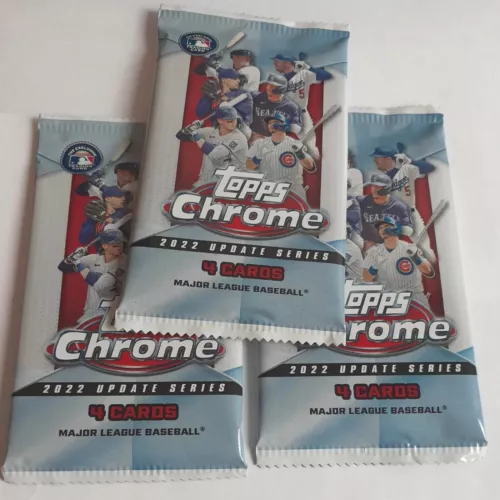 topps
Chrome
2022 UPDATE SERIES
4 CARDS
MAJOR LEAGUE BASEBALL®
Chrome
2022 UPDATE SERIES
4 CARDS
MAJOR LEAGUE BASEBALL®
TOPPS
Chrome
2022 UPDATE SERIES
4 CARDS
MAJOR LEAGUE BASEBALL®